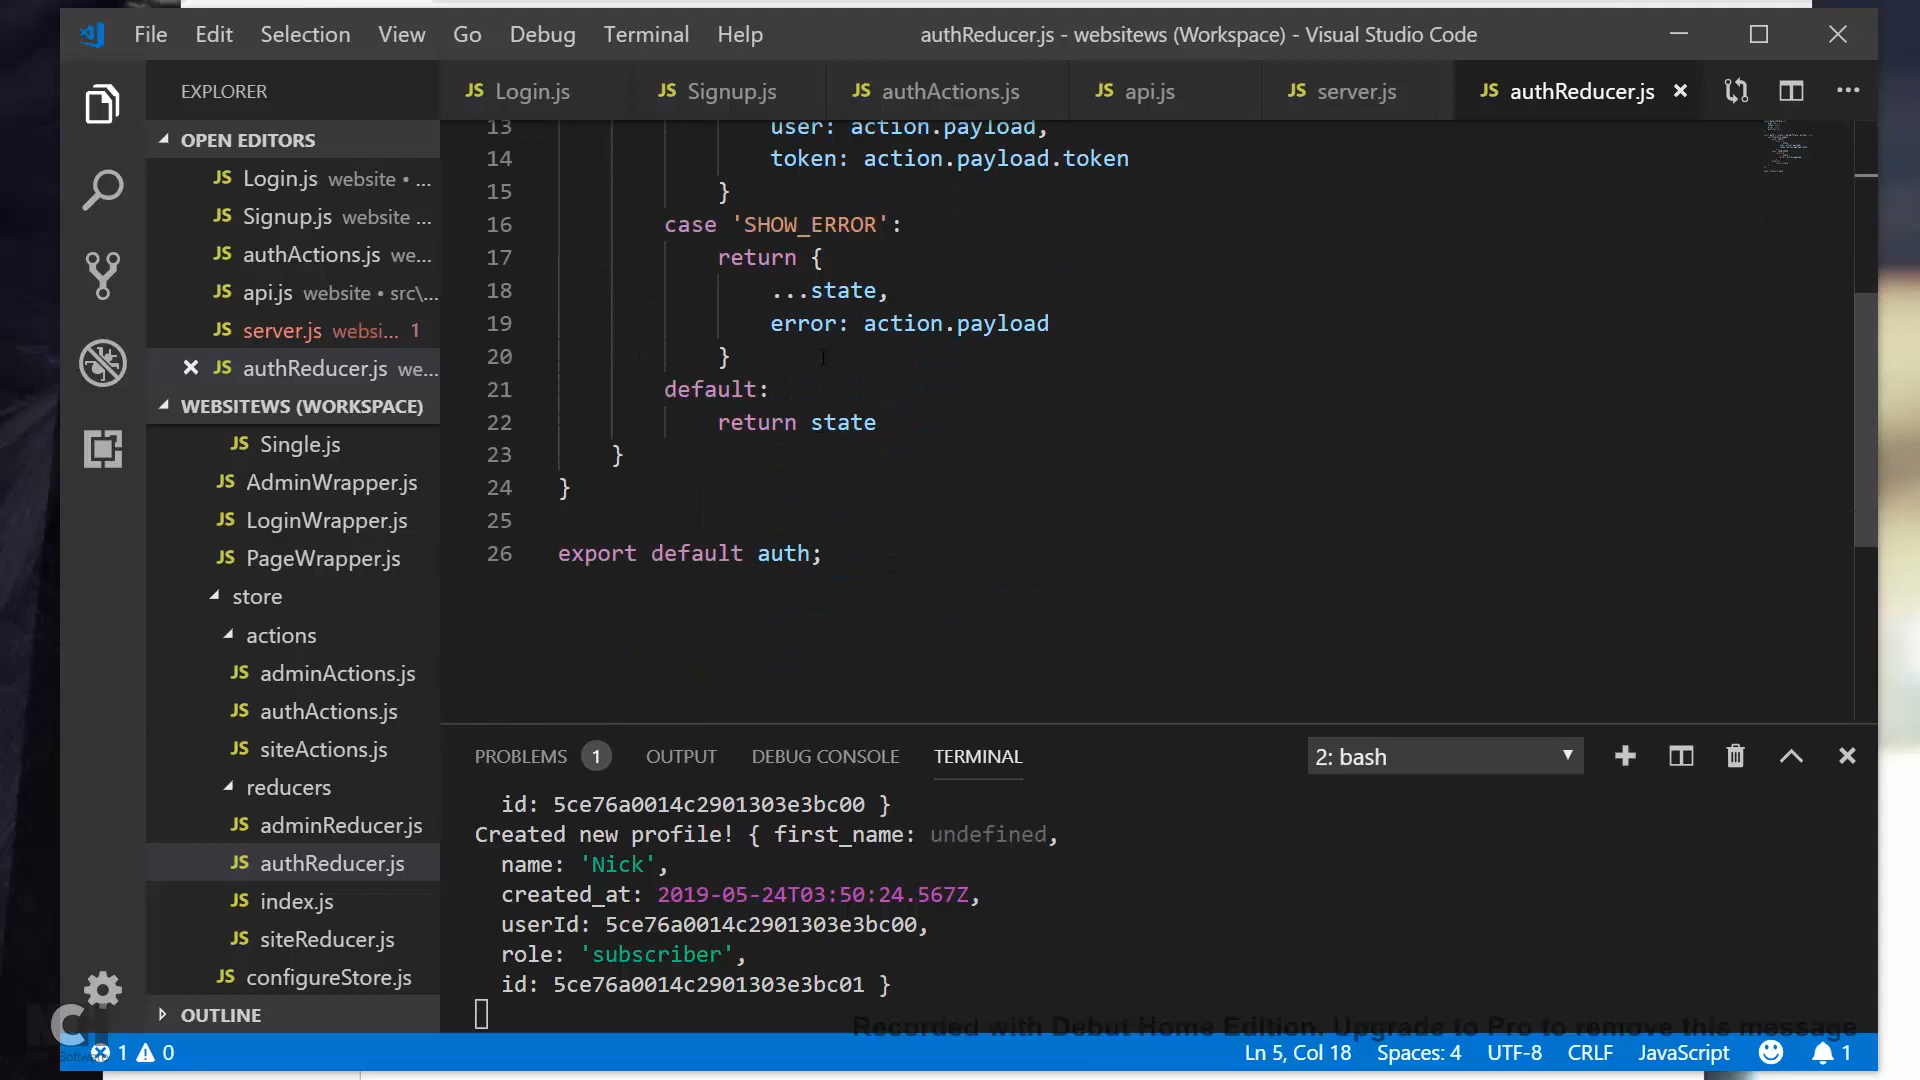 File Edit Selection View Go Debug Terminal Help authReducer.js - websitews (Workspace) - Visual Studio Code
EXPLORER
JS Login.js JS Signup.js JS authActions.js JS api.js JS server.js JS authReducer.js
OPEN EDITORS
JS Login.js website • ...
JS Signup.js website ...
JS authActions.js we...
JS api.js website • src\...
JS server.js websi... 1
JS authReducer.js we...
WEBSITEWS (WORKSPACE)
JS Single.js
JS AdminWrapper.js
JS LoginWrapper.js
JS PageWrapper.js
store
actions
JS adminActions.js
JS authActions.js
JS siteActions.js
reducers
JS adminReducer.js
JS authReducer.js
JS index.js
JS siteReducer.js
JS configureStore.js
OUTLINE
13 user: action.payload,
14 token: action.payload.token
15 }
16 case 'SHOW_ERROR':
17 return {
18 ...state,
19 error: action.payload
20 }
21 default:
22 return state
23 }
24 }
25
26 export default auth;
PROBLEMS 1 OUTPUT DEBUG CONSOLE TERMINAL 2: bash
id: 5ce76a0014c2901303e3bc00 }
Created new profile! { first_name: undefined,
name: 'Nick',
created_at: 2019-05-24T03:50:24.567Z,
userId: 5ce76a0014c2901303e3bc00,
role: 'subscriber',
id: 5ce76a0014c2901303e3bc01 }
Recorded with Debut Home Edition. Upgrade to Pro to remove this message
1 0 Ln 5, Col 18 Spaces: 4 UTF-8 CRLF JavaScript 1